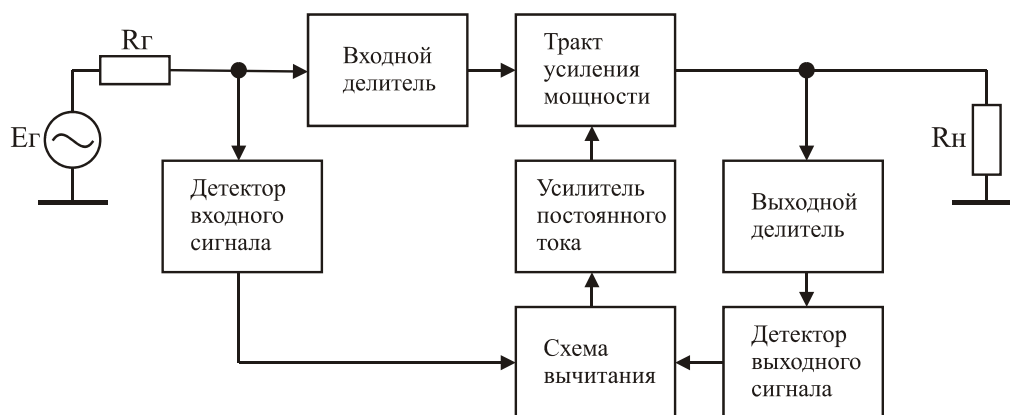 Rг
Eг
Входной
делитель
Тракт
усиления
мощности
Rн
Детектор
входного
сигнала
Усилитель
постоянного
тока
Выходной
делитель
Схема
вычитания
Детектор
выходного
сигнала